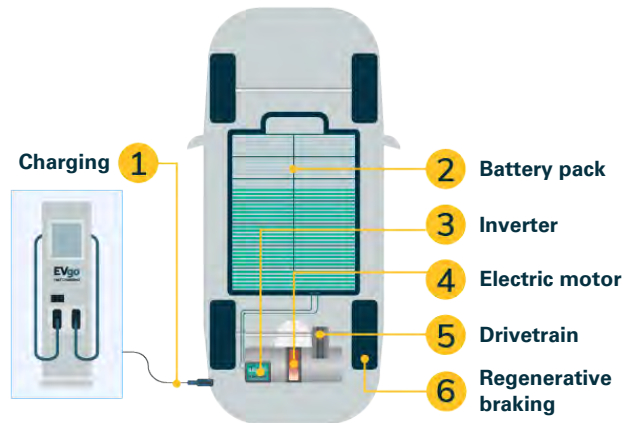 Charging 1
2 Battery pack
3 Inverter
4 Electric motor
5 Drivetrain
6 Regenerative
braking
EVgo